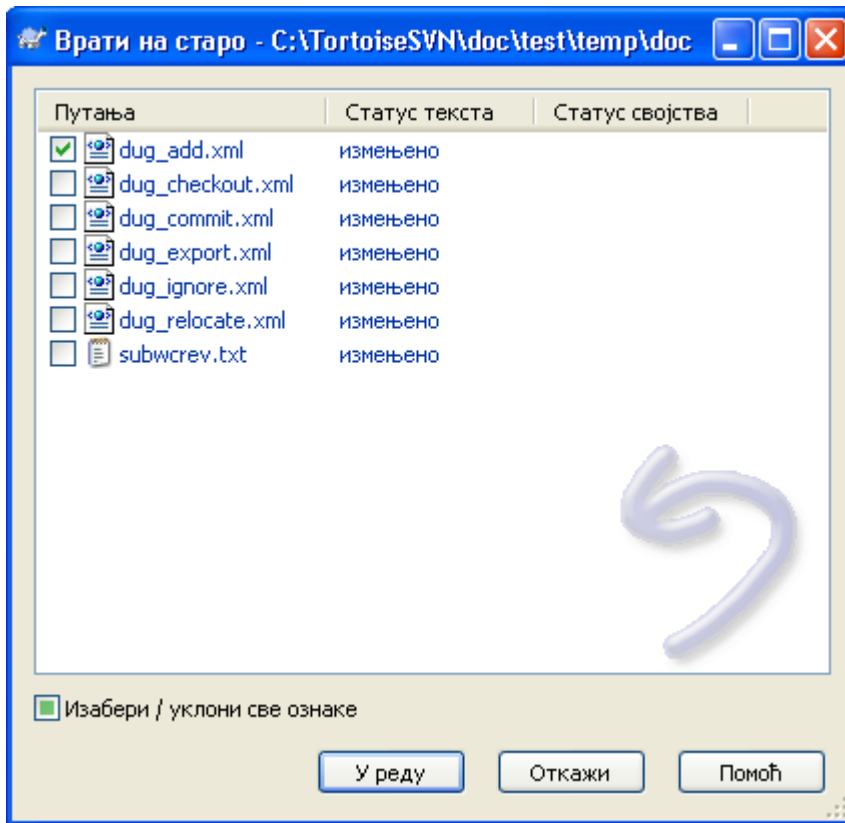 Врати на старо - C:\TortoiseSVN\doc\test\temp\doc
Путања Статус текста Статус својства
dug_add.xml измењено
dug_checkout.xml измењено
dug_commit.xml измењено
dug_export.xml измењено
dug_ignore.xml измењено
dug_relocate.xml измењено
subwcrev.txt измењено
Изабери / уклони све ознаке
У реду Откажи Помоћ